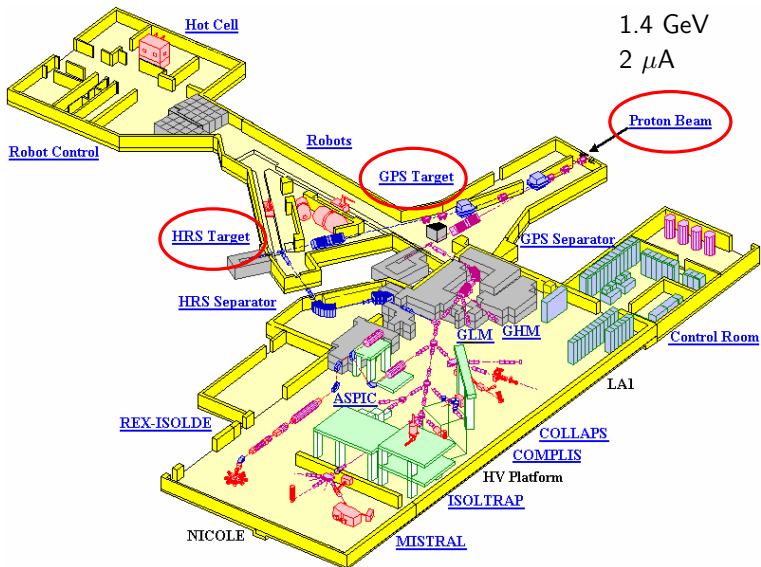 Hot Cell
1.4 GeV
2 μA
Proton Beam
Robot Control
Robots
GPS Target
HRS Target
GPS Separator
HRS Separator
GLM
GHM
Control Room
LA1
ASPIC
REX-ISOLDE
COLLAPS
COMPLIS
HV Platform
ISOLTRAP
NICOLE
MISTRAL